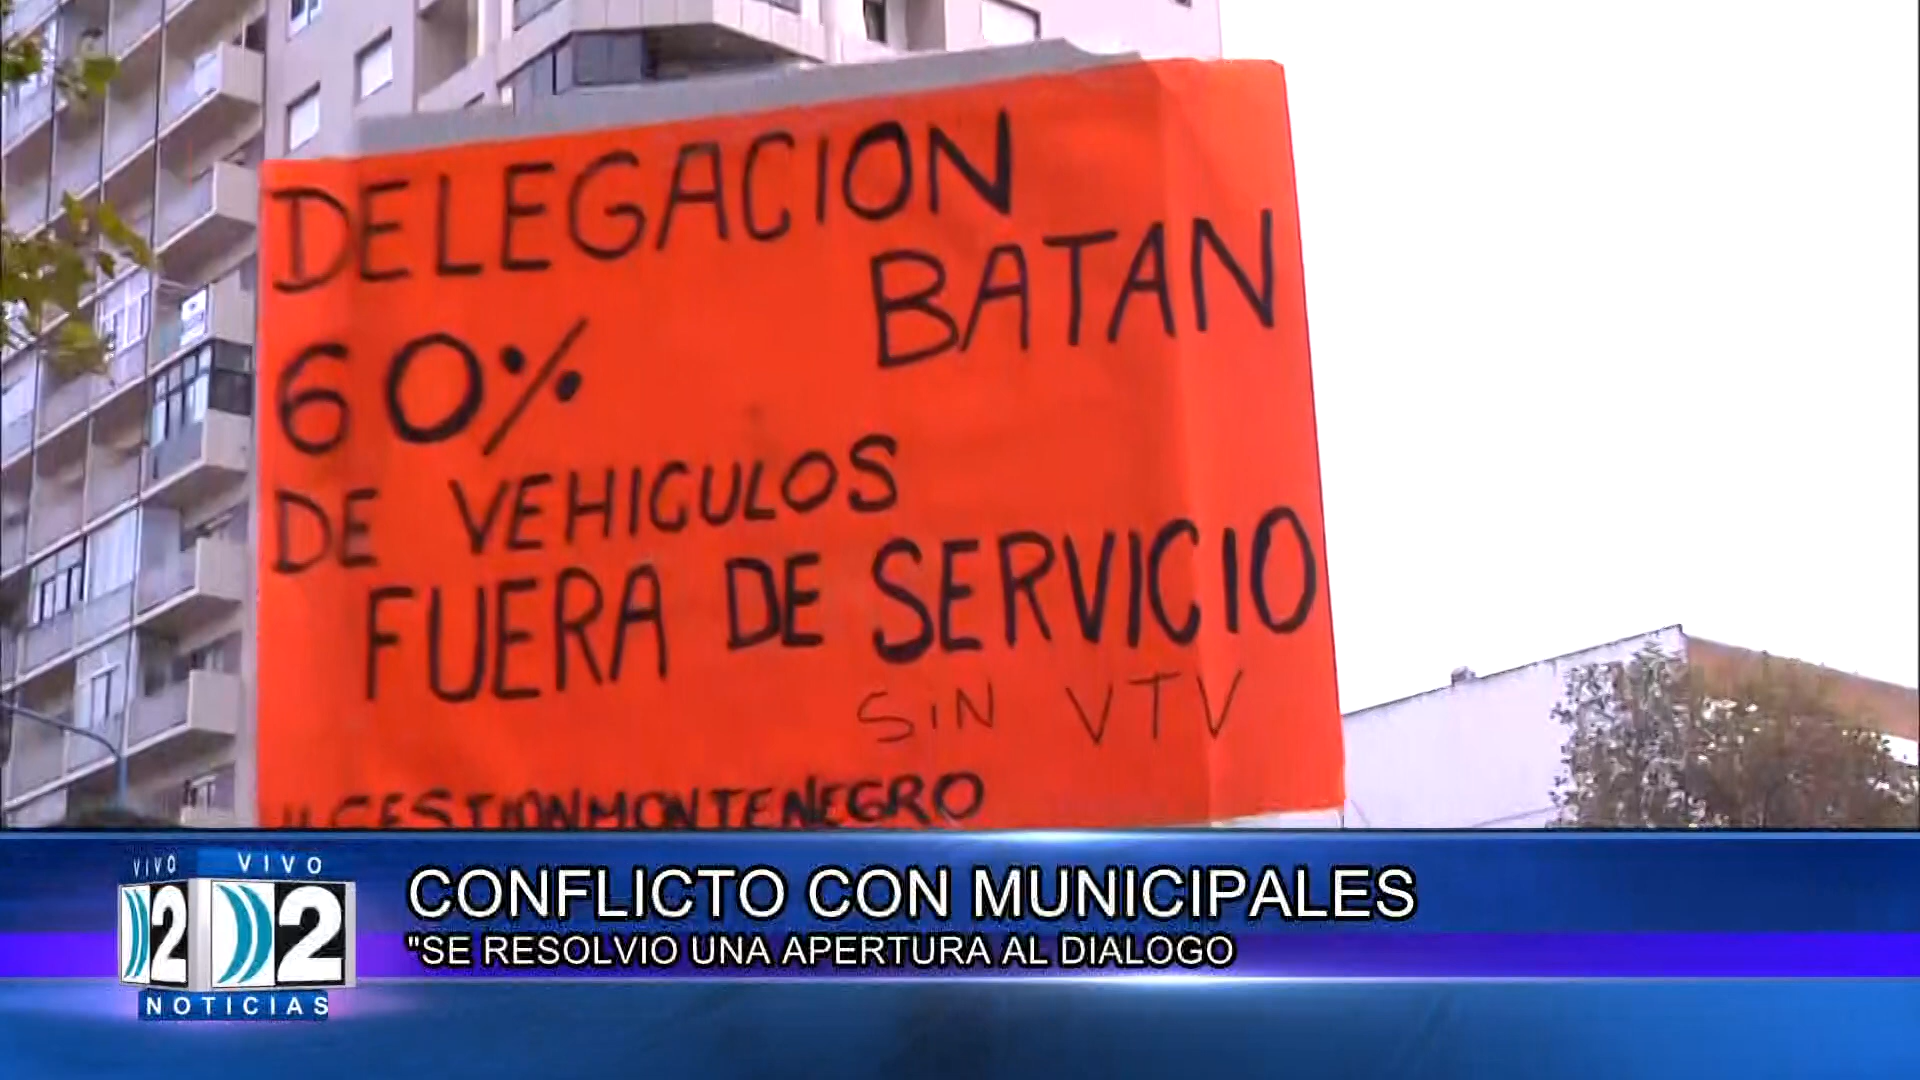 DELEGACION
BATAN
60%
DE VEHICULOS
FUERA DE SERVICIO
SIN VTV
GESTIONMONTENEGRO
VIVO VIVO
2 2
NOTICIAS
CONFLICTO CON MUNICIPALES
"SE RESOLVIO UNA APERTURA AL DIALOGO